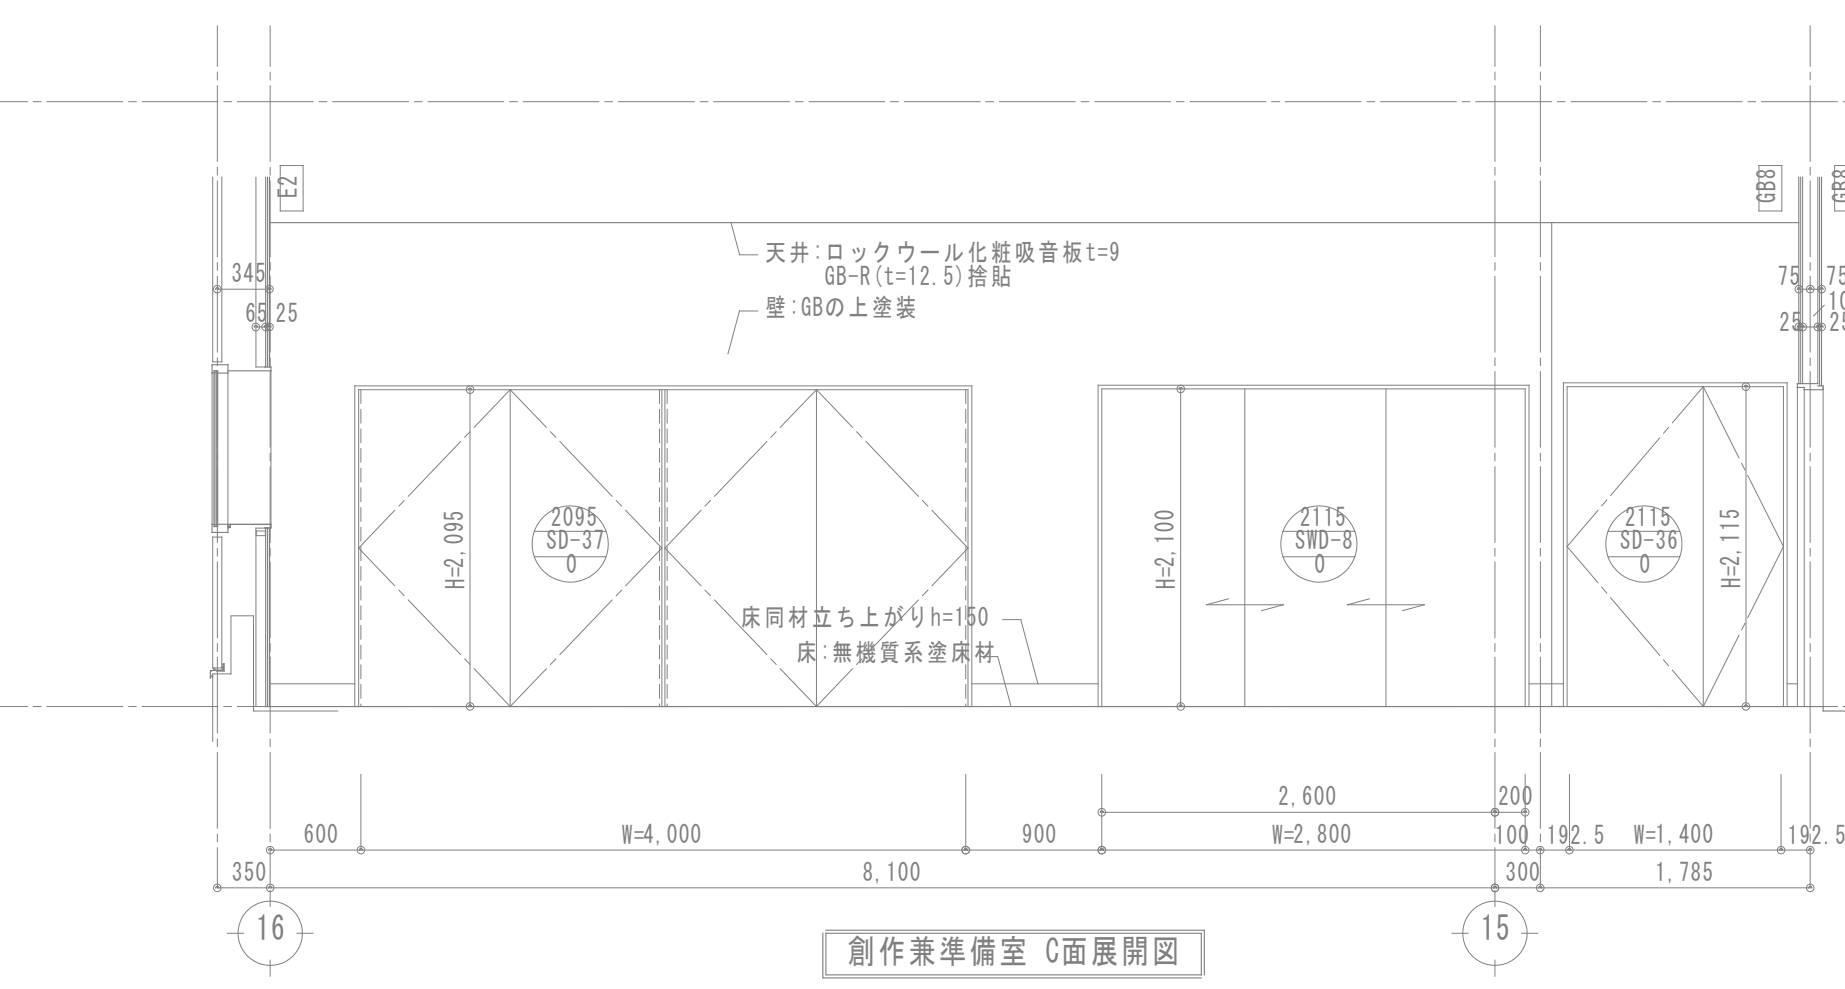 E2
GB8
GB8
天井:ロックウール化粧吸音板t=9
GB-R(t=12.5)捨貼
壁:GBの上塗装
345
65 25
75 75
25 25
H=2,095
2095
SD-37
0
H=2,100
2115
SWD-8
0
2115
SD-36
0
H=2,115
床同材立ち上がりh=150
床:無機質系塗床材
2,600 200
600 W=4,000 900 W=2,800 100 192.5 W=1,400 192.5
350 8,100 300 1,785
16 15
創作兼準備室 C面展開図